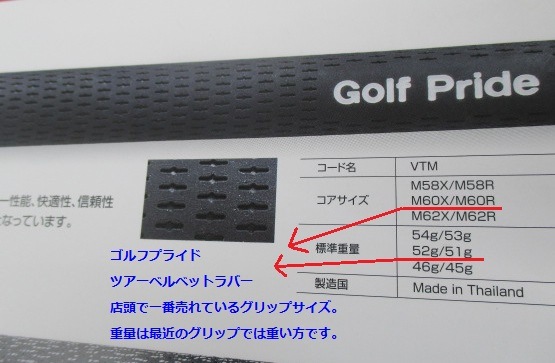 Golf Pride
コード名 VTM
コアサイズ M58X/M58R
M60X/M60R
M62X/M62R
標準重量 54g/53g
52g/51g
46g/45g
製造国 Made in Thailand
ー性能、快適性、信頼性
なっています。
ゴルフプライド
ツアーベルベットラバー
店頭で一番売れているグリップサイズ。
重量は最近のグリップでは重い方です。